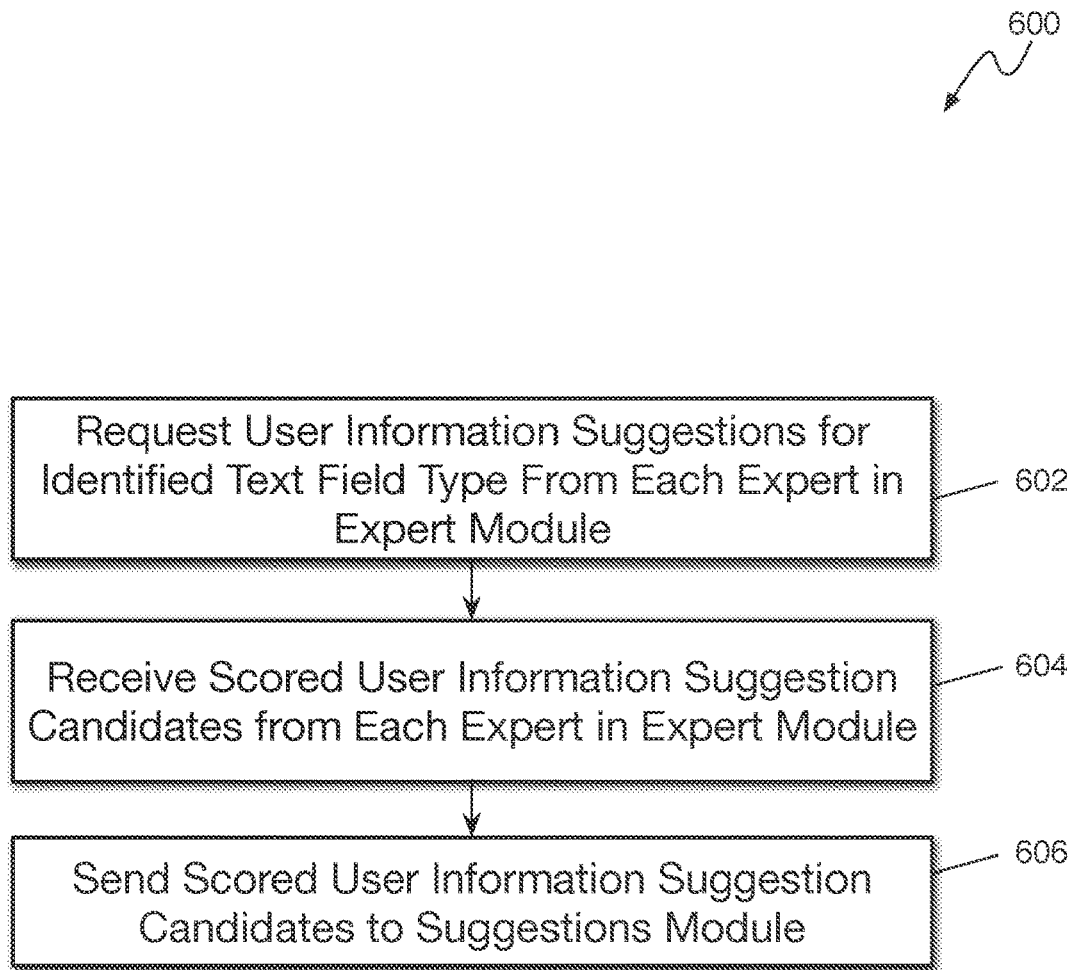 600
Request User Information Suggestions for
Identified Text Field Type From Each Expert in
Expert Module
602
Receive Scored User Information Suggestion
Candidates from Each Expert in Expert Module
604
Send Scored User Information Suggestion
Candidates to Suggestions Module
606